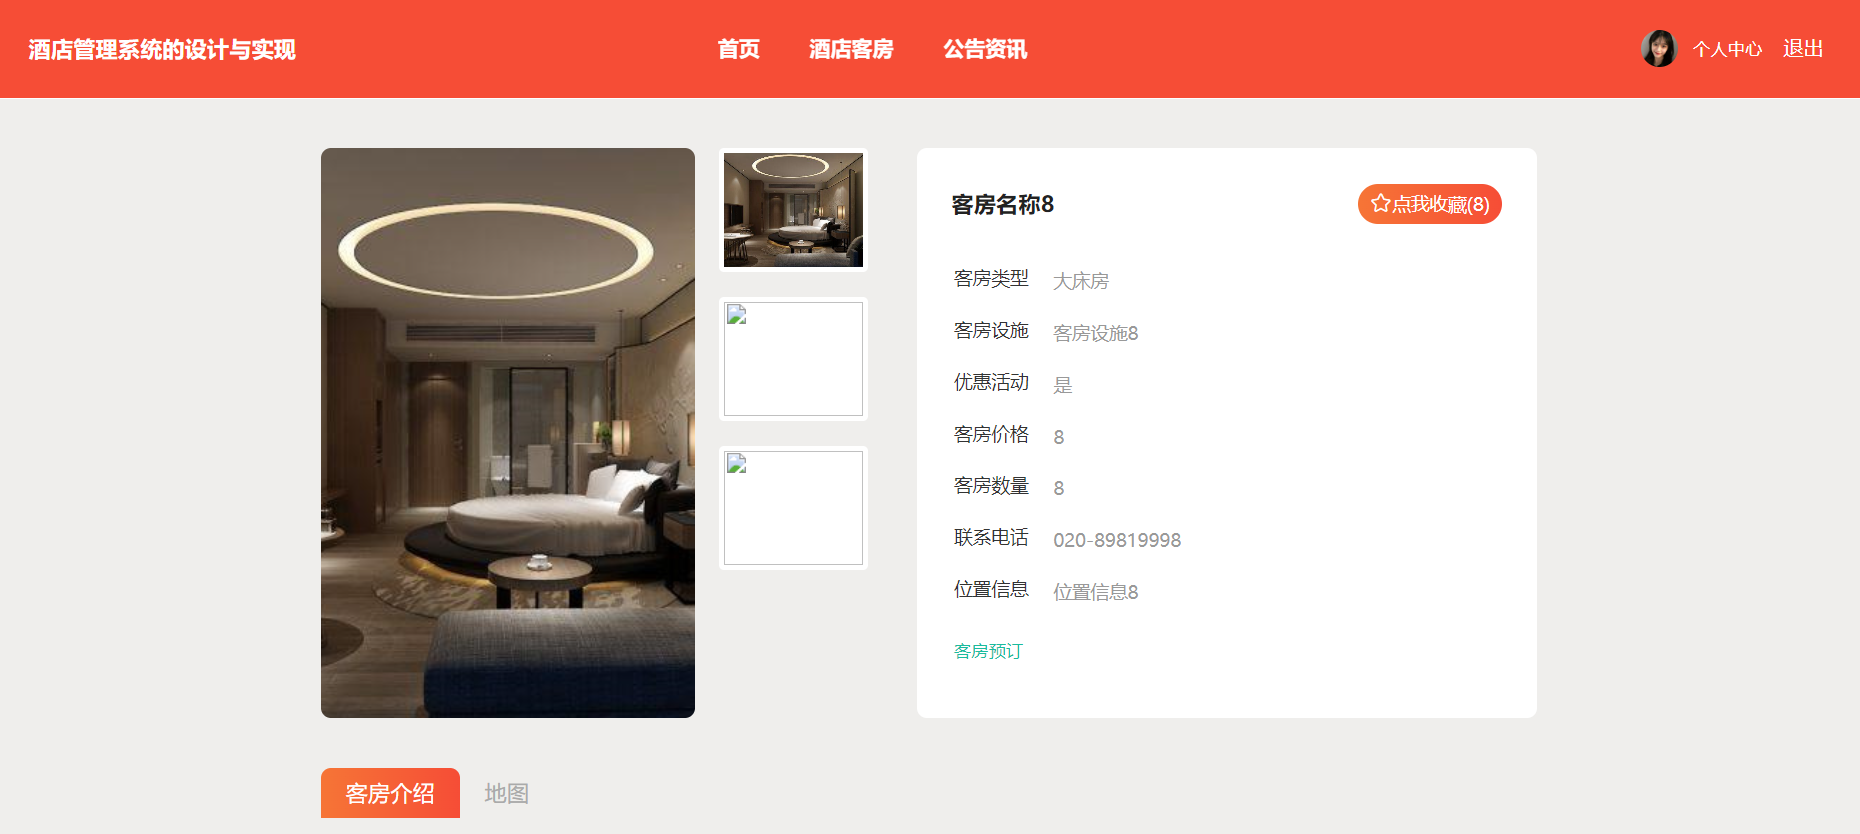 酒店管理系统的设计与实现
首页 酒店客房 公告资讯
个人中心 退出
客房名称8
点我收藏(8)
客房类型 大床房
客房设施 客房设施8
优惠活动 是
客房价格 8
客房数量 8
联系电话 020-89819998
位置信息 位置信息8
客房预订
客房介绍 地图